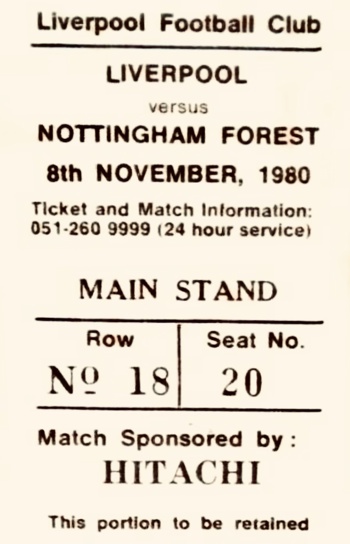 Liverpool Football Club
LIVERPOOL
versus
NOTTINGHAM FOREST
8th NOVEMBER, 1980
Ticket and Match Information:
051-260 9999 (24 hour service)
MAIN STAND
Row Seat No.
Nº 18 20
Match Sponsored by:
HITACHI
This portion to be retained